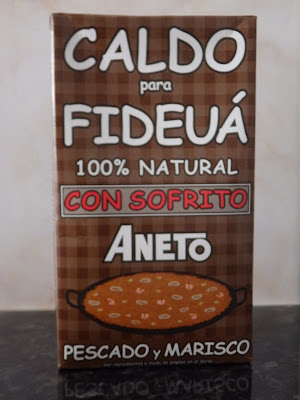 CALDO
para
FIDEUÁ
100% NATURAL
CON SOFRITO
ANETO
PESCADO y MARISCO